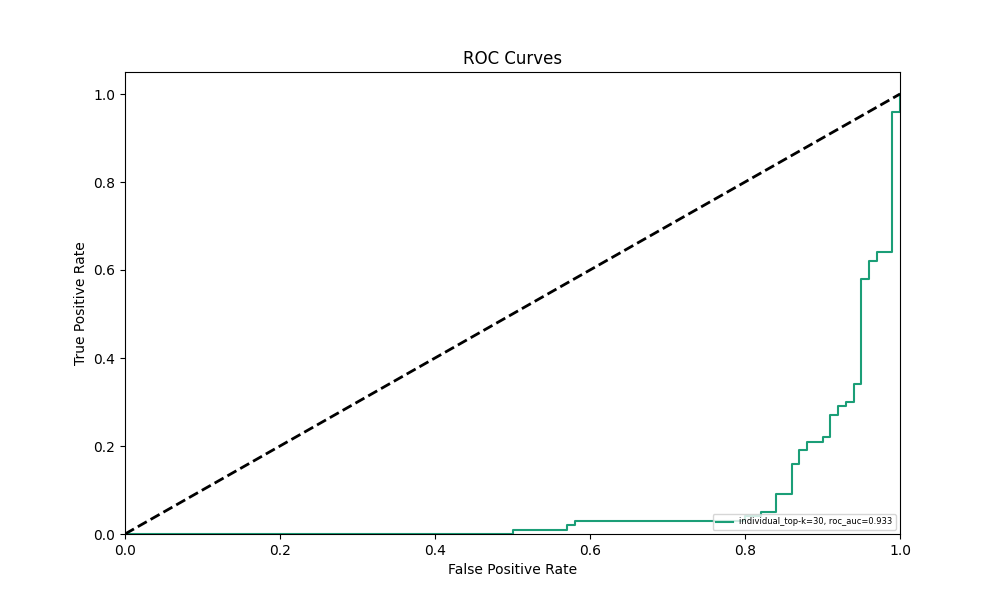 ROC Curves
True Positive Rate
1.0
0.8
0.6
0.4
0.2
0.0
individual_top-k=30, roc_auc=0.933
0.0 0.2 0.4 0.6 0.8 1.0
False Positive Rate